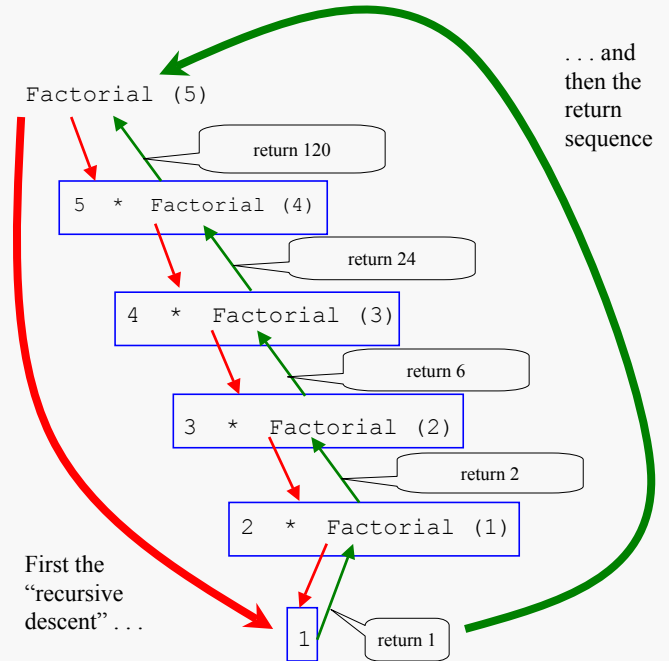 . . . and
then the
return
sequence
Factorial (5)
return 120
5 * Factorial (4)
return 24
4 * Factorial (3)
return 6
3 * Factorial (2)
return 2
2 * Factorial (1)
First the
“recursive
descent” . . .
1
return 1